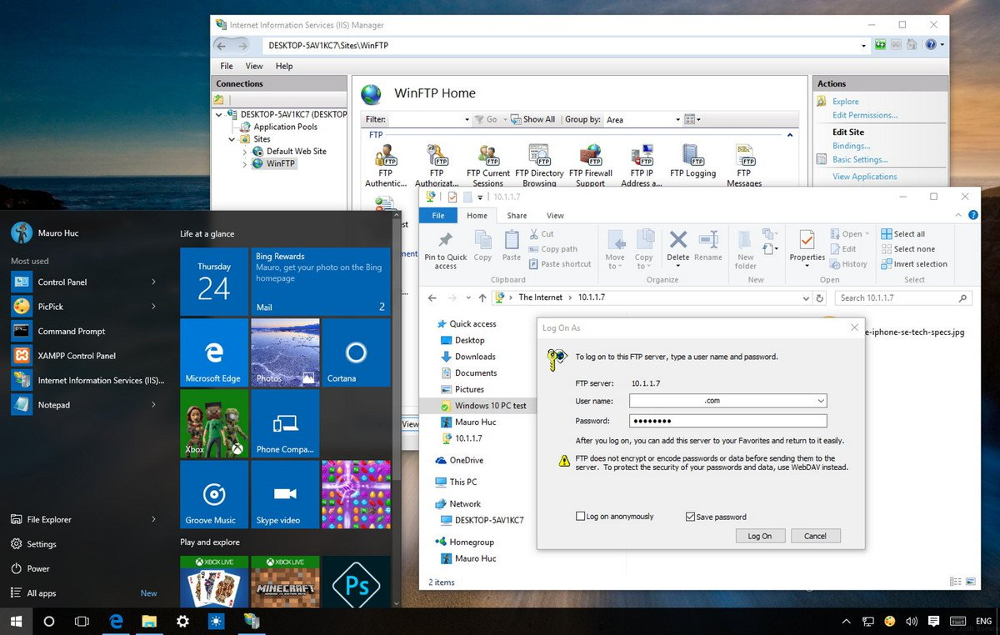 Internet Information Services (IIS) Manager
DESKTOP-5AV1KC7\Sites\WinFTP
File View Help
Connections
DESKTOP-5AV1KC7 (DESKTOP
Application Pools
Sites
Default Web Site
WinFTP
WinFTP Home
Filter: Go Show All Group by: Area
FTP
FTP Authentic...
FTP Authorizat...
FTP Current Sessions
FTP Directory Browsing
FTP Firewall Support
FTP IP Address a...
FTP Logging
FTP Messages
Actions
Explore
Edit Permissions...
Edit Site
Bindings...
Basic Settings...
View Applications
View
10.1.1.7
File Home Share View
Pin to Quick access
Copy
Paste
Cut
Copy path
Paste shortcut
Clipboard
Move to
Copy to
Delete
Rename
Organize
New folder
New
Properties
Open
Edit
History
Open
Select all
Select none
Invert selection
Select
The Internet > 10.1.1.7
Search 10.1.1.7
Quick access
Desktop
Downloads
Documents
Pictures
Windows 10 PC test
Mauro Huc
10.1.1.7
OneDrive
This PC
Network
DESKTOP-5AV1KC7
Homegroup
Mauro Huc
2 items
e-iphone-se-tech-specs.jpg
Log On As
To log on to this FTP server, type a user name and password.
FTP server: 10.1.1.7
User name: .com
Password: ●●●●●●●●
After you log on, you can add this server to your Favorites and return to it easily.
FTP does not encrypt or encode passwords or data before sending them to the
server. To protect the security of your passwords and data, use WebDAV instead.
Log on anonymously
Save password
Log On Cancel
Mauro Huc
Most used
Control Panel
PicPick
Command Prompt
XAMPP Control Panel
Internet Information Services (IIS)...
Notepad
File Explorer
Settings
Power
All apps New
Life at a glance
Thursday
24
Bing Rewards
Mauro, get your photo on the Bing
homepage
Mail 2
Microsoft Edge
Photos
Cortana
Xbox
Phone Compa...
Groove Music
Skype video
Play and explore
XBOX LIVE
XBOX LIVE
MINECRAFT
Ps
ENG